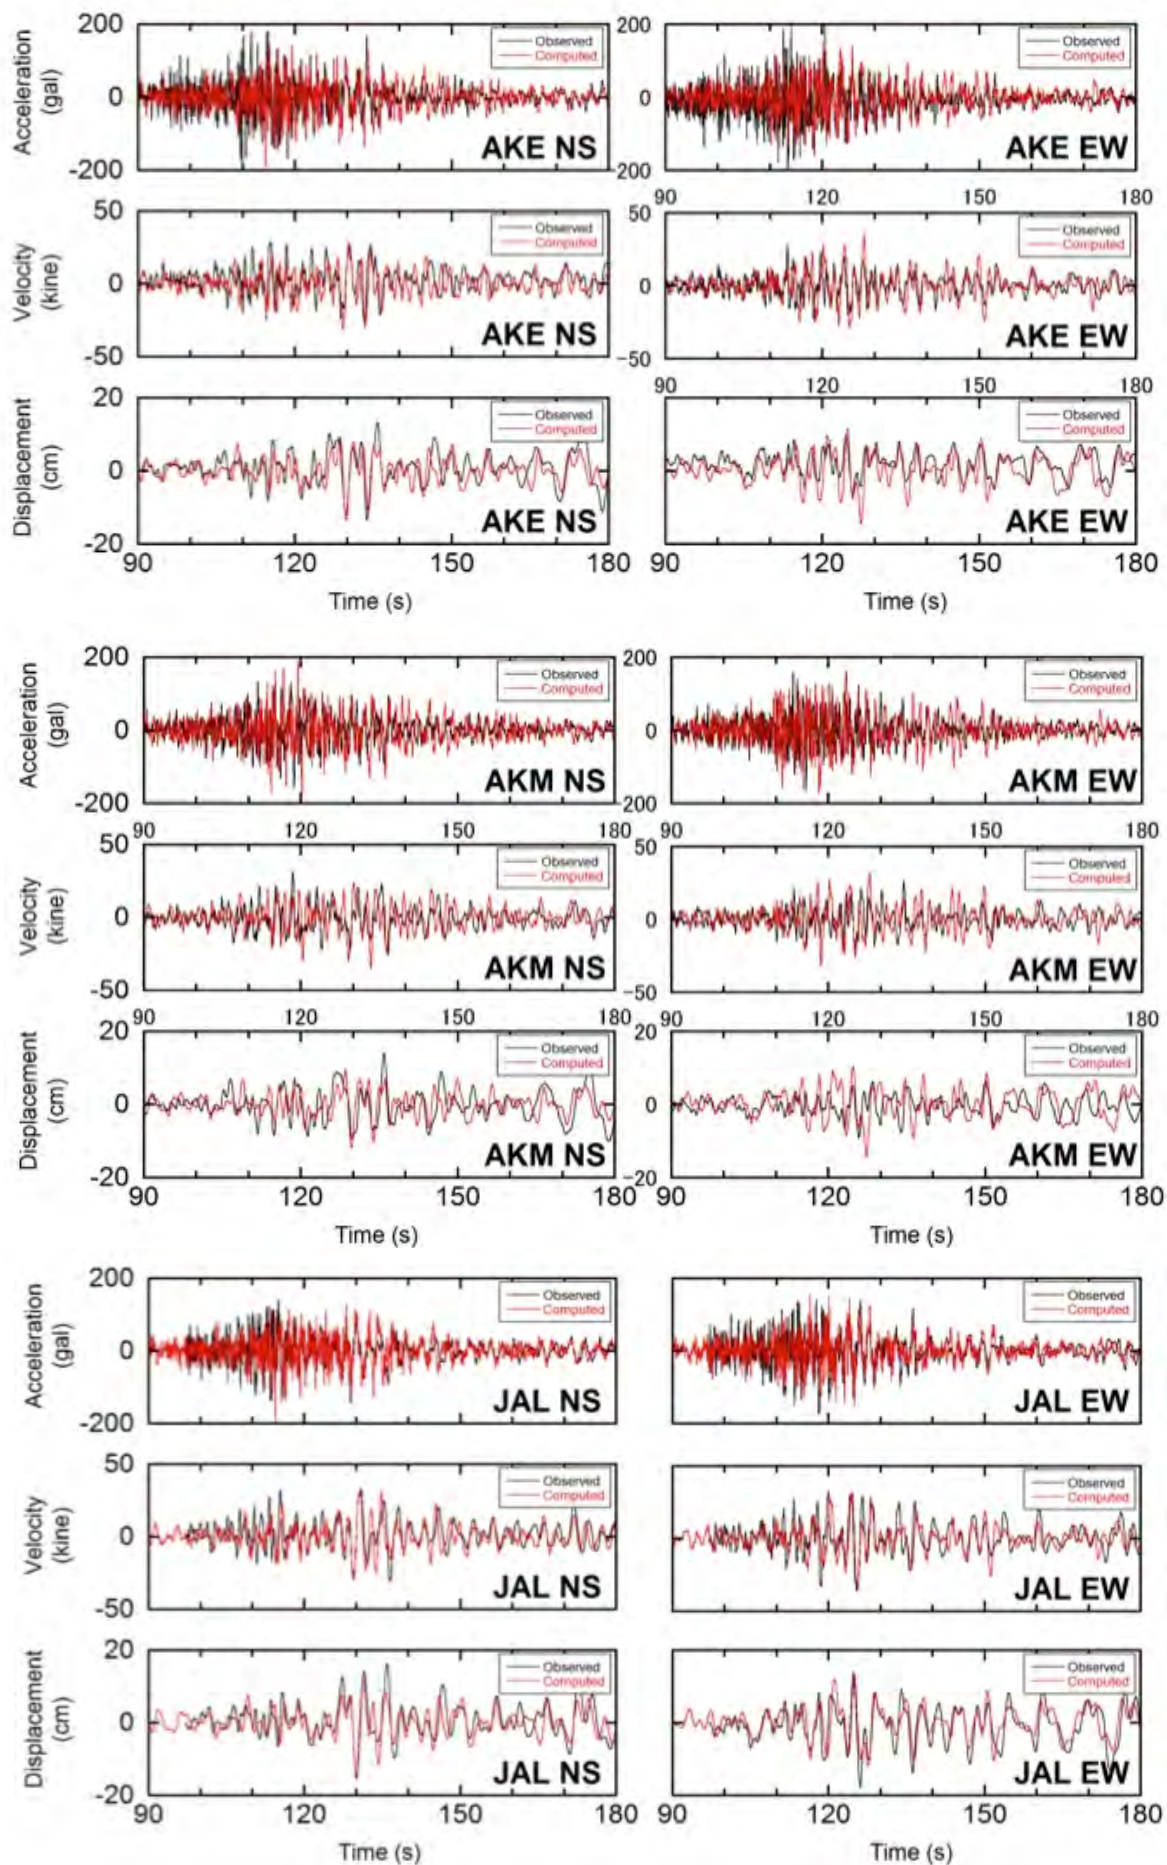 200
0
-200
Acceleration
(gal)
Observed
Computed
AKE NS
200
0
-200
Observed
Computed
AKE EW
90
120
150
180
50
0
-50
Velocity
(kine)
Observed
Computed
AKE NS
50
0
-50
Observed
Computed
AKE EW
90
120
150
180
20
0
-20
Displacement
(cm)
Observed
Computed
AKE NS
90
120
150
180
Time (s)
Observed
Computed
AKE EW
90
120
150
180
Time (s)
200
0
-200
Acceleration
(gal)
Observed
Computed
AKM NS
90
120
150
180
200
0
-200
Observed
Computed
AKM EW
90
120
150
180
50
0
-50
Velocity
(kine)
Observed
Computed
AKM NS
90
120
150
180
50
0
-50
Observed
Computed
AKM EW
90
120
150
180
20
0
-20
Displacement
(cm)
Observed
Computed
AKM NS
90
120
150
180
Time (s)
20
0
-20
Observed
Computed
AKM EW
90
120
150
180
Time (s)
200
0
-200
Acceleration
(gal)
Observed
Computed
JAL NS
Observed
Computed
JAL EW
50
0
-50
Velocity
(kine)
Observed
Computed
JAL NS
Observed
Computed
JAL EW
20
0
-20
Displacement
(cm)
Observed
Computed
JAL NS
90
120
150
180
Time (s)
Observed
Computed
JAL EW
90
120
150
180
Time (s)